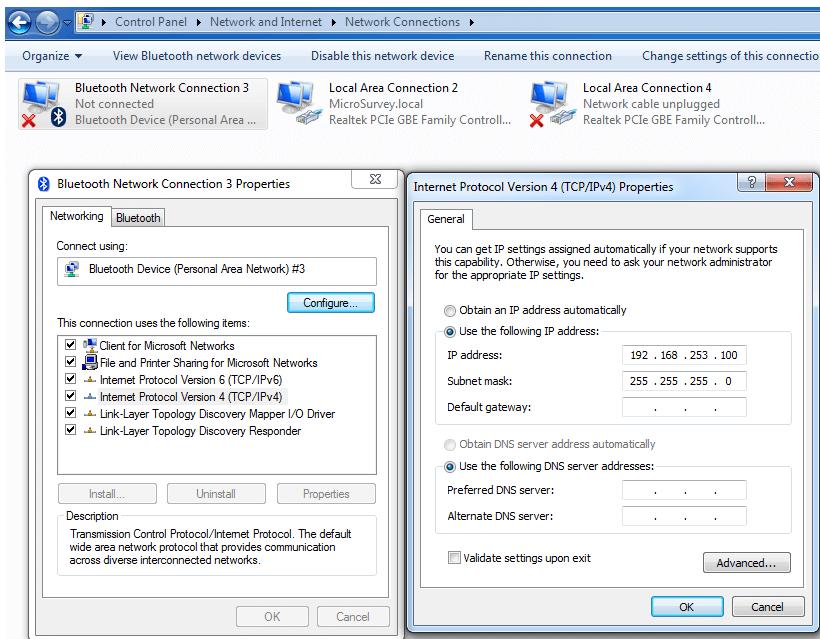 Control Panel Network and Internet Network Connections
Organize View Bluetooth network devices Disable this network device Rename this connection Change settings of this connectio
Bluetooth Network Connection 3
Not connected
Bluetooth Device (Personal Area ...
Local Area Connection 2
MicroSurvey.local
Realtek PCIe GBE Family Controll...
Local Area Connection 4
Network cable unplugged
Realtek PCIe GBE Family Controll...
Bluetooth Network Connection 3 Properties
Networking Bluetooth
Connect using:
Bluetooth Device (Personal Area Network) #3
Configure...
This connection uses the following items:
Client for Microsoft Networks
File and Printer Sharing for Microsoft Networks
Internet Protocol Version 6 (TCP/IPv6)
Internet Protocol Version 4 (TCP/IPv4)
Link-Layer Topology Discovery Mapper I/O Driver
Link-Layer Topology Discovery Responder
Install... Uninstall Properties
Description
Transmission Control Protocol/Internet Protocol. The default
wide area network protocol that provides communication
across diverse interconnected networks.
OK Cancel
Internet Protocol Version 4 (TCP/IPv4) Properties
?
General
You can get IP settings assigned automatically if your network supports
this capability. Otherwise, you need to ask your network administrator
for the appropriate IP settings.
Obtain an IP address automatically
Use the following IP address:
IP address: 192 . 168 . 253 . 100
Subnet mask: 255 . 255 . 255 . 0
Default gateway: . . .
Obtain DNS server address automatically
Use the following DNS server addresses:
Preferred DNS server: . . .
Alternate DNS server: . . .
Validate settings upon exit
Advanced...
OK Cancel